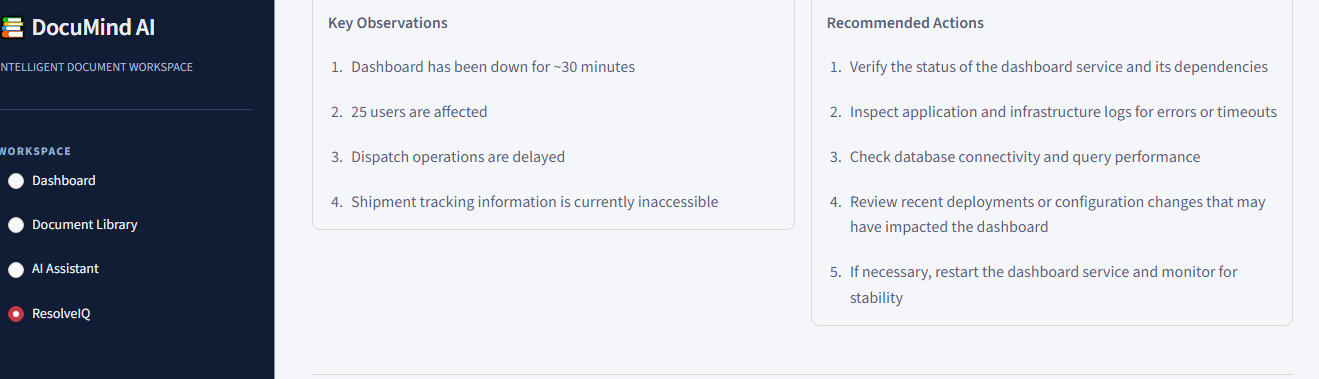 DocuMind AI
NTELLIGENT DOCUMENT WORKSPACE
WORKSPACE
Dashboard
Document Library
AI Assistant
ResolveIQ
Key Observations
1. Dashboard has been down for ~30 minutes
2. 25 users are affected
3. Dispatch operations are delayed
4. Shipment tracking information is currently inaccessible
Recommended Actions
1. Verify the status of the dashboard service and its dependencies
2. Inspect application and infrastructure logs for errors or timeouts
3. Check database connectivity and query performance
4. Review recent deployments or configuration changes that may
have impacted the dashboard
5. If necessary, restart the dashboard service and monitor for
stability